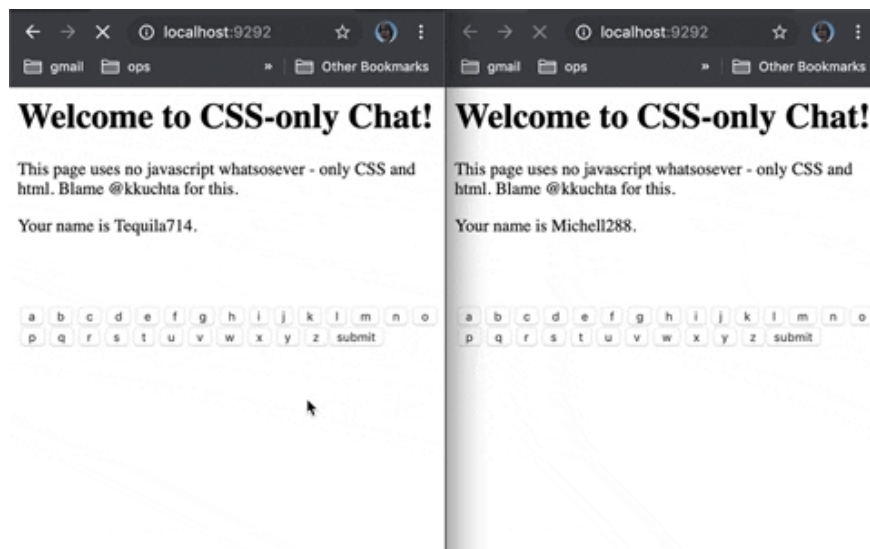 localhost:9292
gmail ops » Other Bookmarks
Welcome to CSS-only Chat!
This page uses no javascript whatsosever - only CSS and
html. Blame @kkuchta for this.
Your name is Tequila714.
a b c d e f g h i j k l m n o
p q r s t u v w x y z submit
localhost:9292
gmail ops » Other Bookmarks
Welcome to CSS-only Chat!
This page uses no javascript whatsosever - only CSS and
html. Blame @kkuchta for this.
Your name is Michell288.
a b c d e f g h i j k l m n o
p q r s t u v w x y z submit